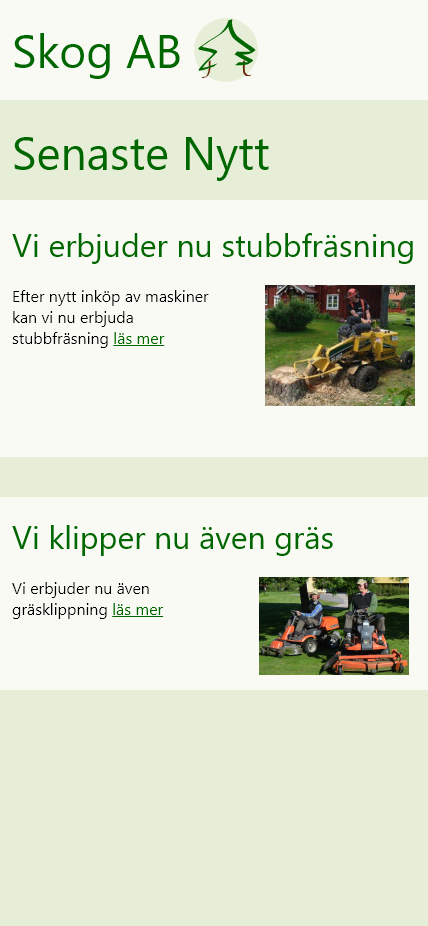 Skog AB
Senaste Nytt
Vi erbjuder nu stubbfräsning
Efter nytt inköp av maskiner
kan vi nu erbjuda
stubbfräsning läs mer
Vi klipper nu även gräs
Vi erbjuder nu även
gräsklippning läs mer